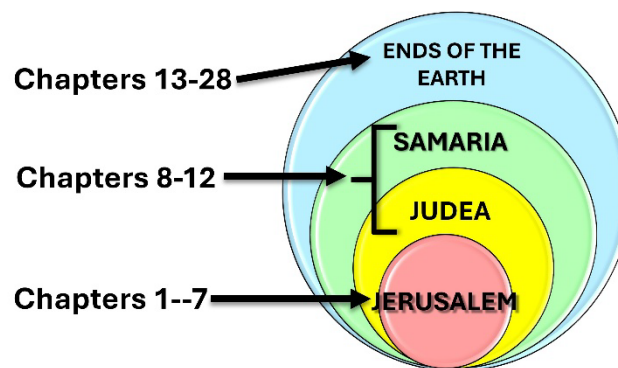 ENDS OF THE
EARTH
Chapters 13-28
SAMARIA
Chapters 8-12
JUDEA
Chapters 1--7
JERUSALEM